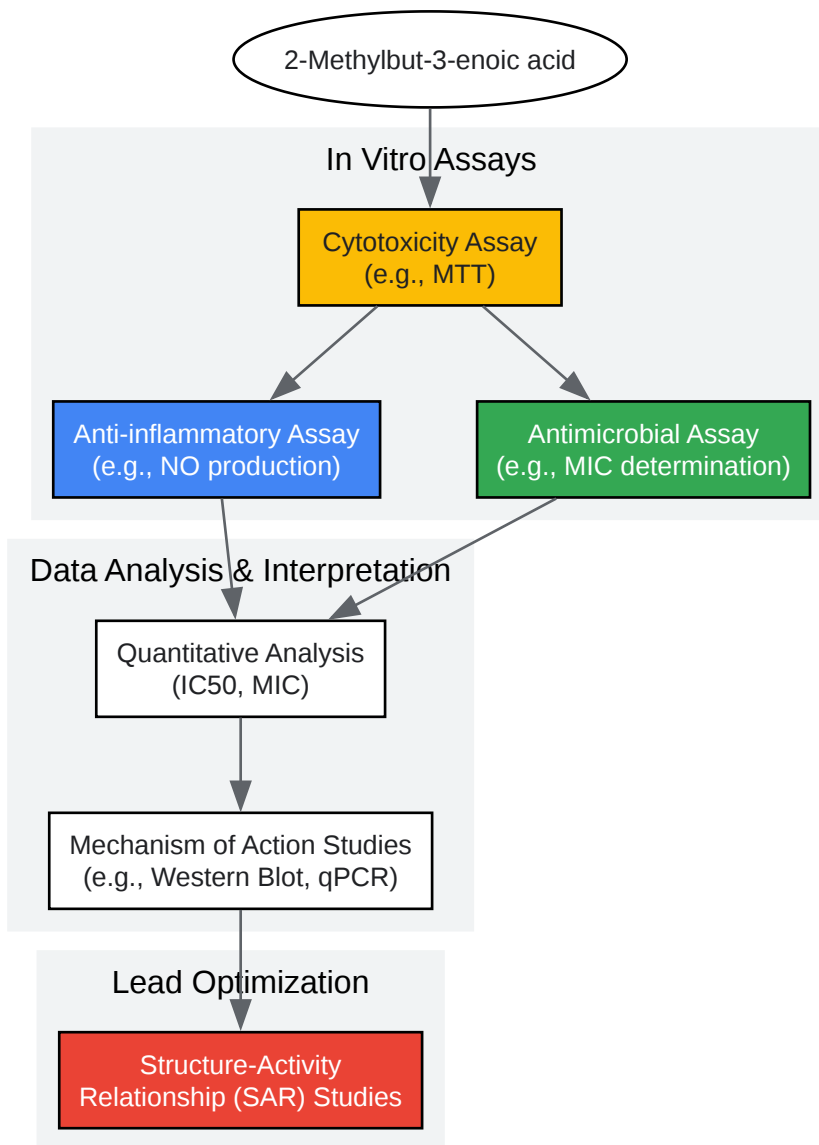 2-Methylbut-3-enoic acid
In Vitro Assays
Cytotoxicity Assay
(e.g., MTT)
Anti-inflammatory Assay
(e.g., NO production)
Antimicrobial Assay
(e.g., MIC determination)
Data Analysis & Interpretation
Quantitative Analysis
(IC50, MIC)
Mechanism of Action Studies
(e.g., Western Blot, qPCR)
Lead Optimization
Structure-Activity
Relationship (SAR) Studies